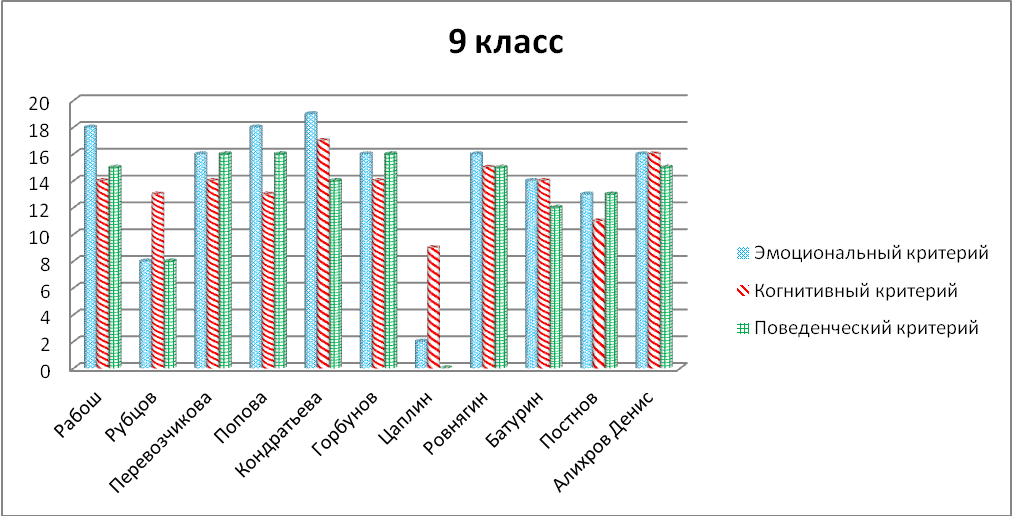 9 класс
20
18
16
14
12
10
8
6
4
2
0
Рабош
Рубцов
Перевозчикова
Попова
Кондратьева
Горбунов
Цаплин
Ровнягин
Батурин
Постнов
Алихров Денис
Эмоциональный критерий
Когнитивный критерий
Поведенческий критерий